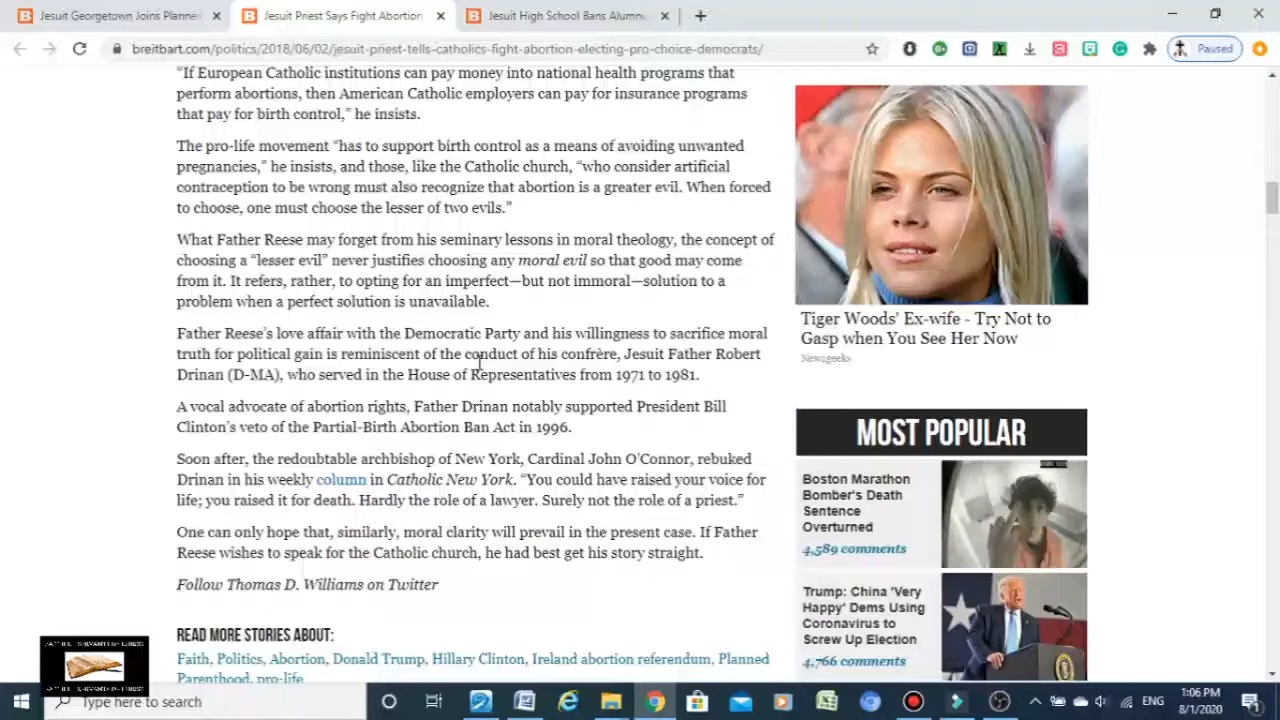 Jesuit Georgetown Joins Planne
Jesuit Priest Says Fight Abortion
Jesuit High School Bans Alumnu
breitbart.com/politics/2018/06/02/jesuit-priest-tells-catholics-fight-abortion-electing-pro-choice-democrats/
Paused
“If European Catholic institutions can pay money into national health programs that
perform abortions, then American Catholic employers can pay for insurance programs
that pay for birth control,” he insists.
The pro-life movement “has to support birth control as a means of avoiding unwanted
pregnancies,” he insists, and those, like the Catholic church, “who consider artificial
contraception to be wrong must also recognize that abortion is a greater evil. When forced
to choose, one must choose the lesser of two evils.”
What Father Reese may forget from his seminary lessons in moral theology, the concept of
choosing a “lesser evil” never justifies choosing any moral evil so that good may come
from it. It refers, rather, to opting for an imperfect—but not immoral—solution to a
problem when a perfect solution is unavailable.
Father Reese’s love affair with the Democratic Party and his willingness to sacrifice moral
truth for political gain is reminiscent of the conduct of his confrère, Jesuit Father Robert
Drinan (D-MA), who served in the House of Representatives from 1971 to 1981.
A vocal advocate of abortion rights, Father Drinan notably supported President Bill
Clinton’s veto of the Partial-Birth Abortion Ban Act in 1996.
Soon after, the redoubtable archbishop of New York, Cardinal John O’Connor, rebuked
Drinan in his weekly column in Catholic New York. “You could have raised your voice for
life; you raised it for death. Hardly the role of a lawyer. Surely not the role of a priest.”
One can only hope that, similarly, moral clarity will prevail in the present case. If Father
Reese wishes to speak for the Catholic church, he had best get his story straight.
Follow Thomas D. Williams on Twitter
READ MORE STORIES ABOUT:
Faith, Politics, Abortion, Donald Trump, Hillary Clinton, Ireland abortion referendum, Planned
Parenthood, pro-life
Tiger Woods' Ex-wife - Try Not to
Gasp when You See Her Now
Newsgeeks
MOST POPULAR
Boston Marathon
Bomber's Death
Sentence
Overturned
4,589 comments
Trump: China 'Very
Happy' Dems Using
Coronavirus to
Screw Up Election
4,766 comments
Type here to search
ENG
1:06 PM
8/1/2020